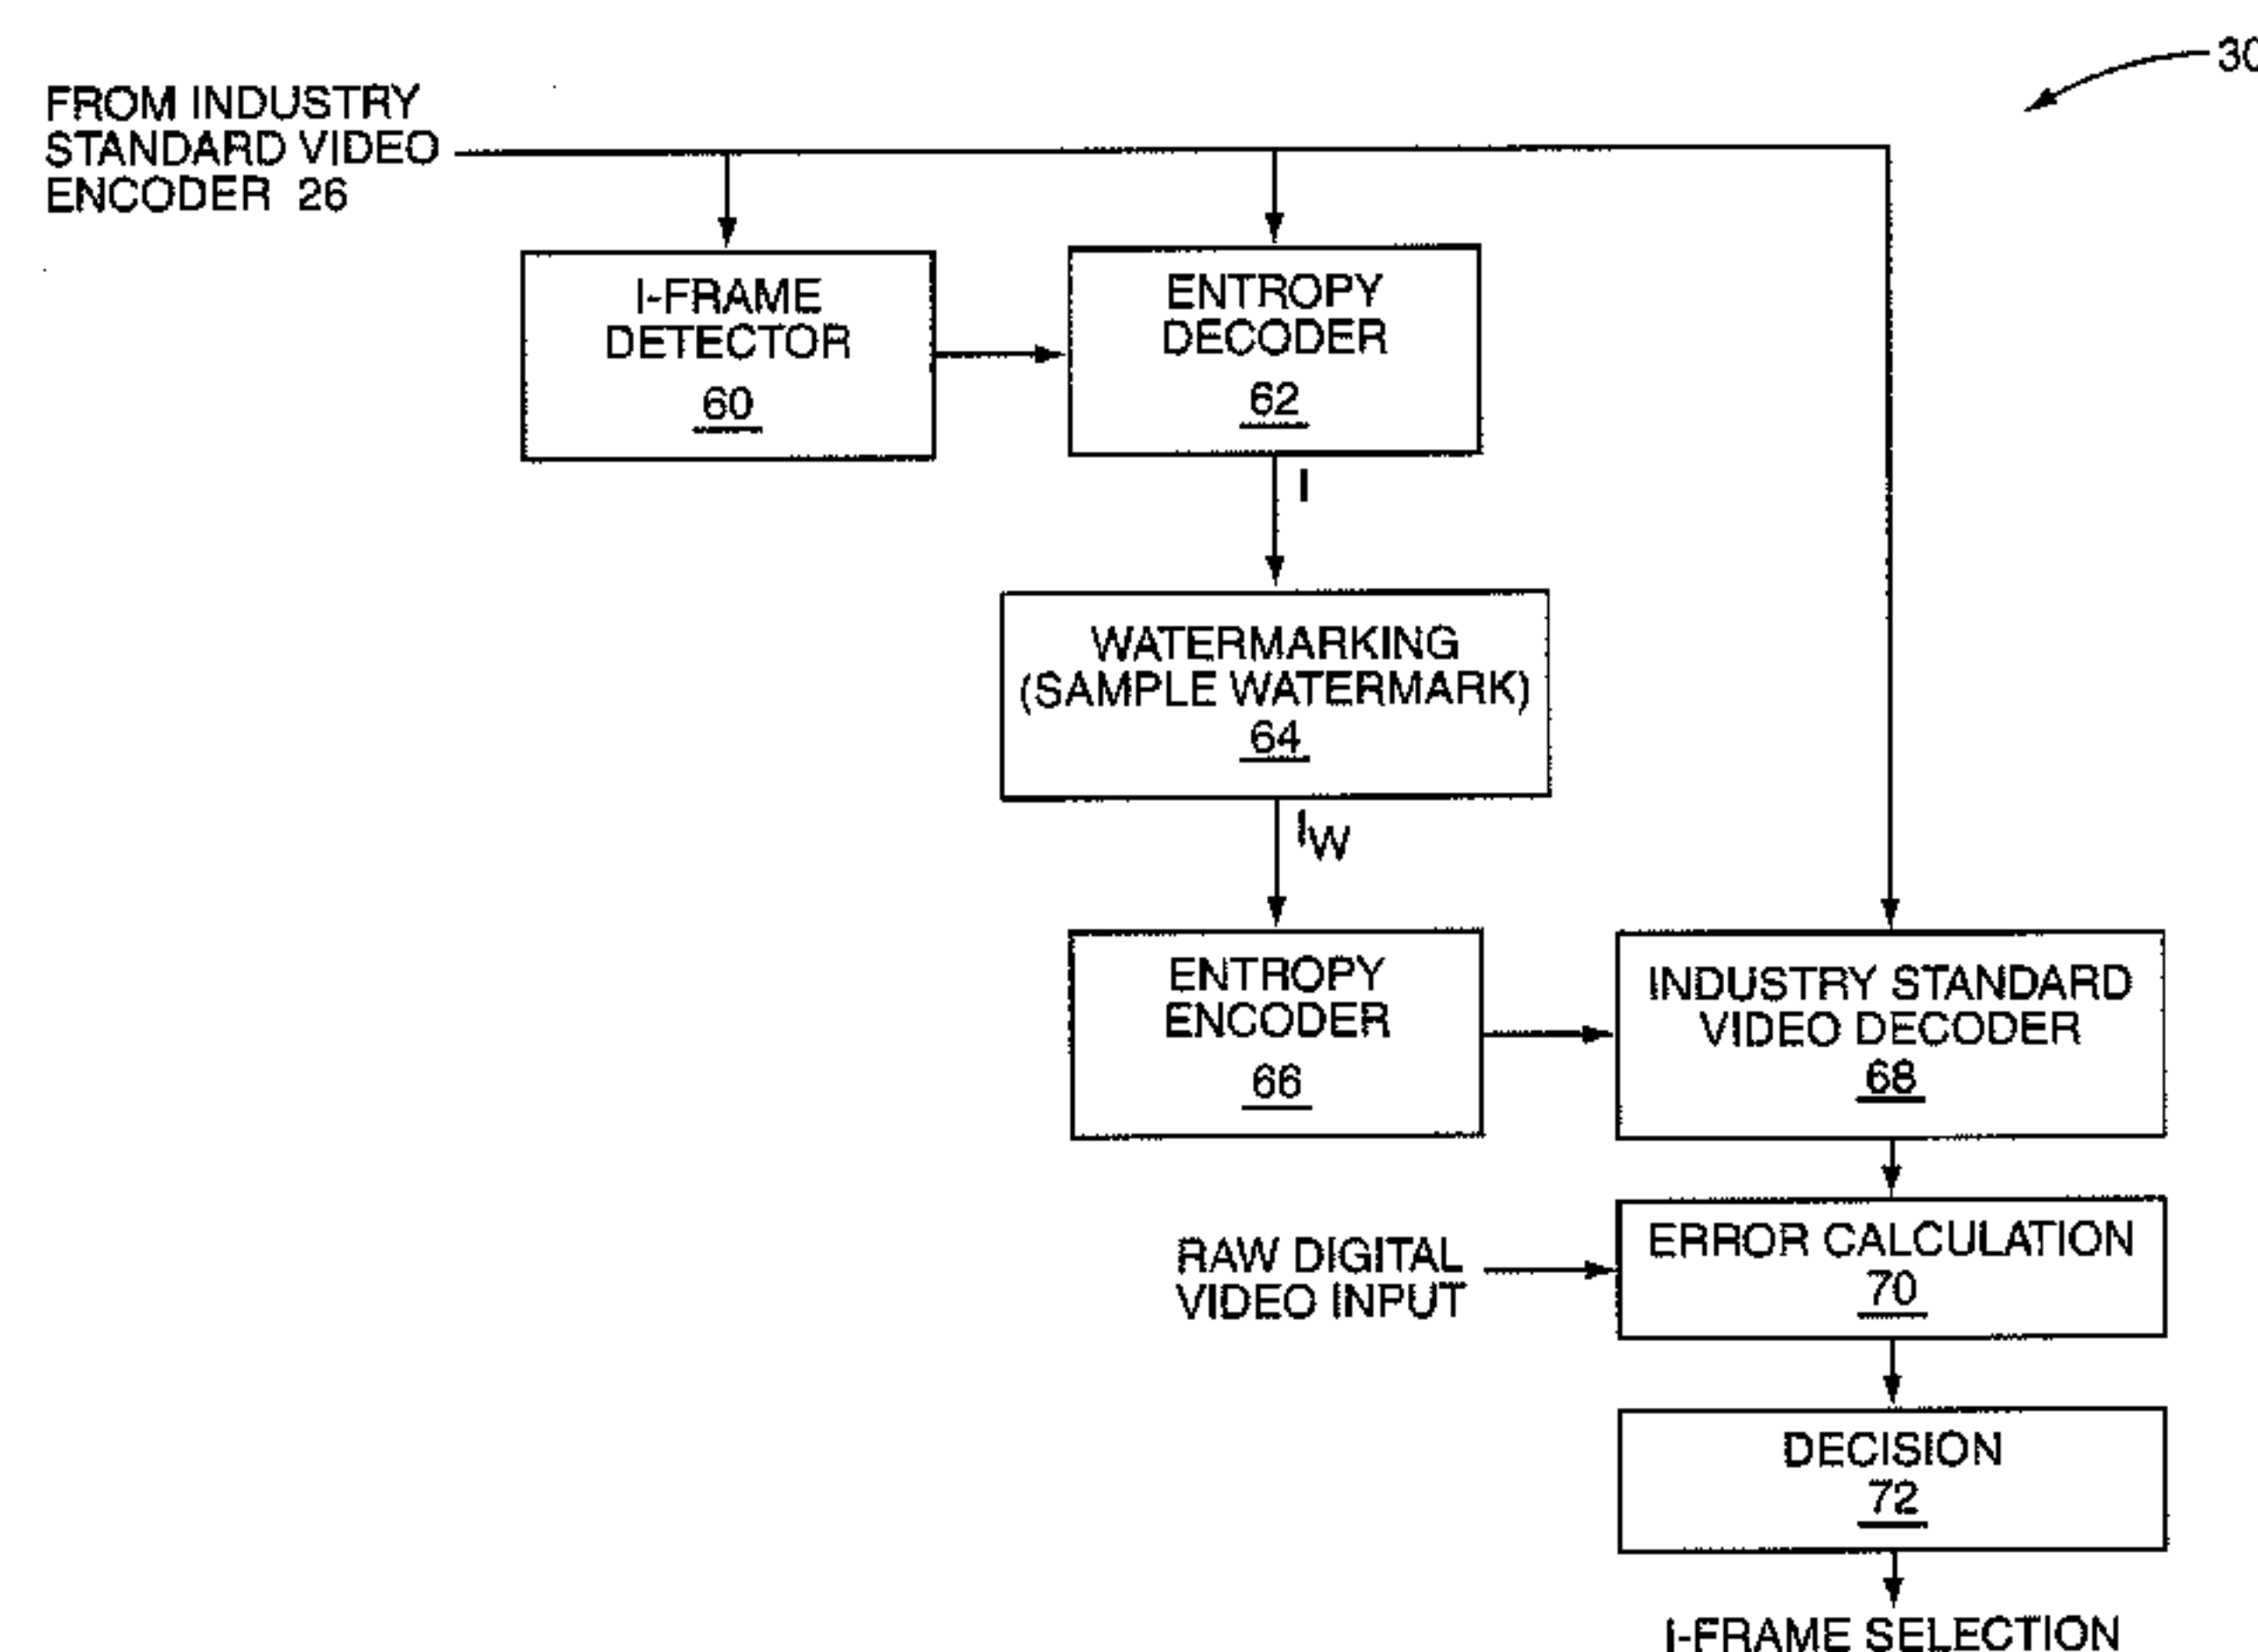 30
FROM INDUSTRY
STANDARD VIDEO
ENCODER 26
I-FRAME
DETECTOR
60
ENTROPY
DECODER
62
I
WATERMARKING
(SAMPLE WATERMARK)
64
IW
ENTROPY
ENCODER
66
INDUSTRY STANDARD
VIDEO DECODER
68
RAW DIGITAL
VIDEO INPUT
ERROR CALCULATION
70
DECISION
72
I-FRAME SELECTION